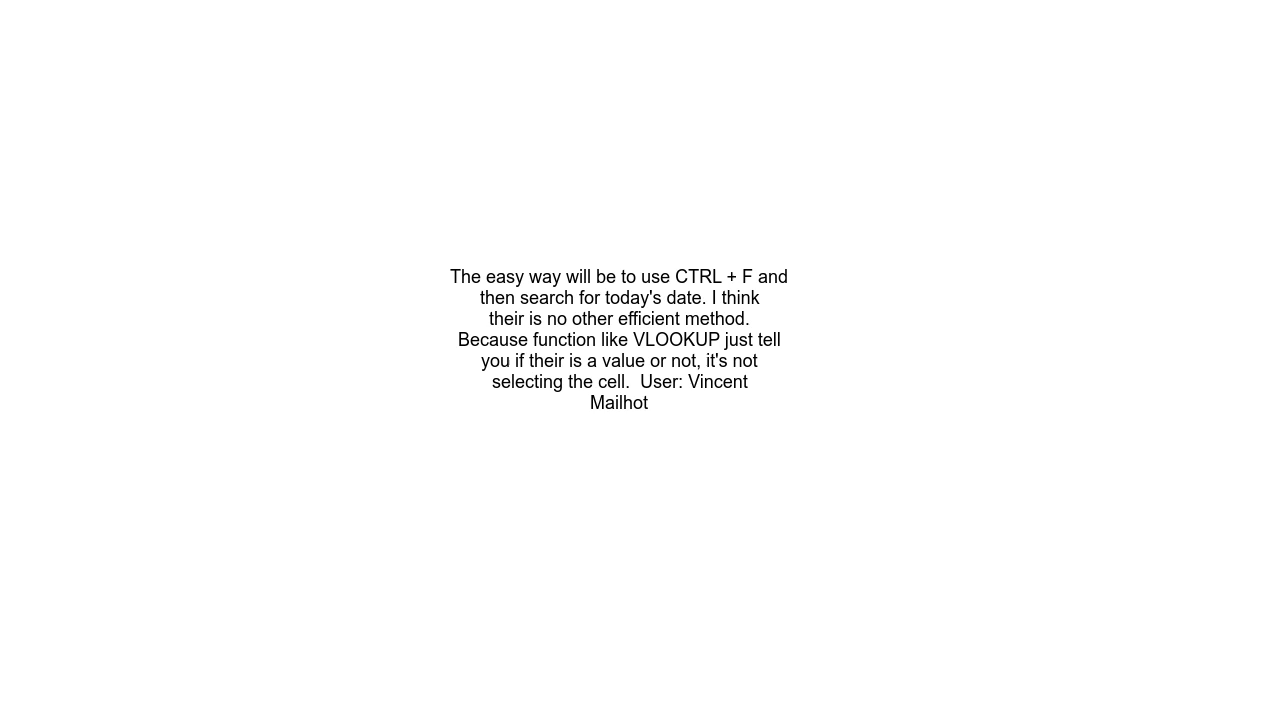 The easy way will be to use CTRL + F and
then search for today's date. I think
their is no other efficient method.
Because function like VLOOKUP just tell
you if their is a value or not, it's not
selecting the cell.  User: Vincent
Mailhot